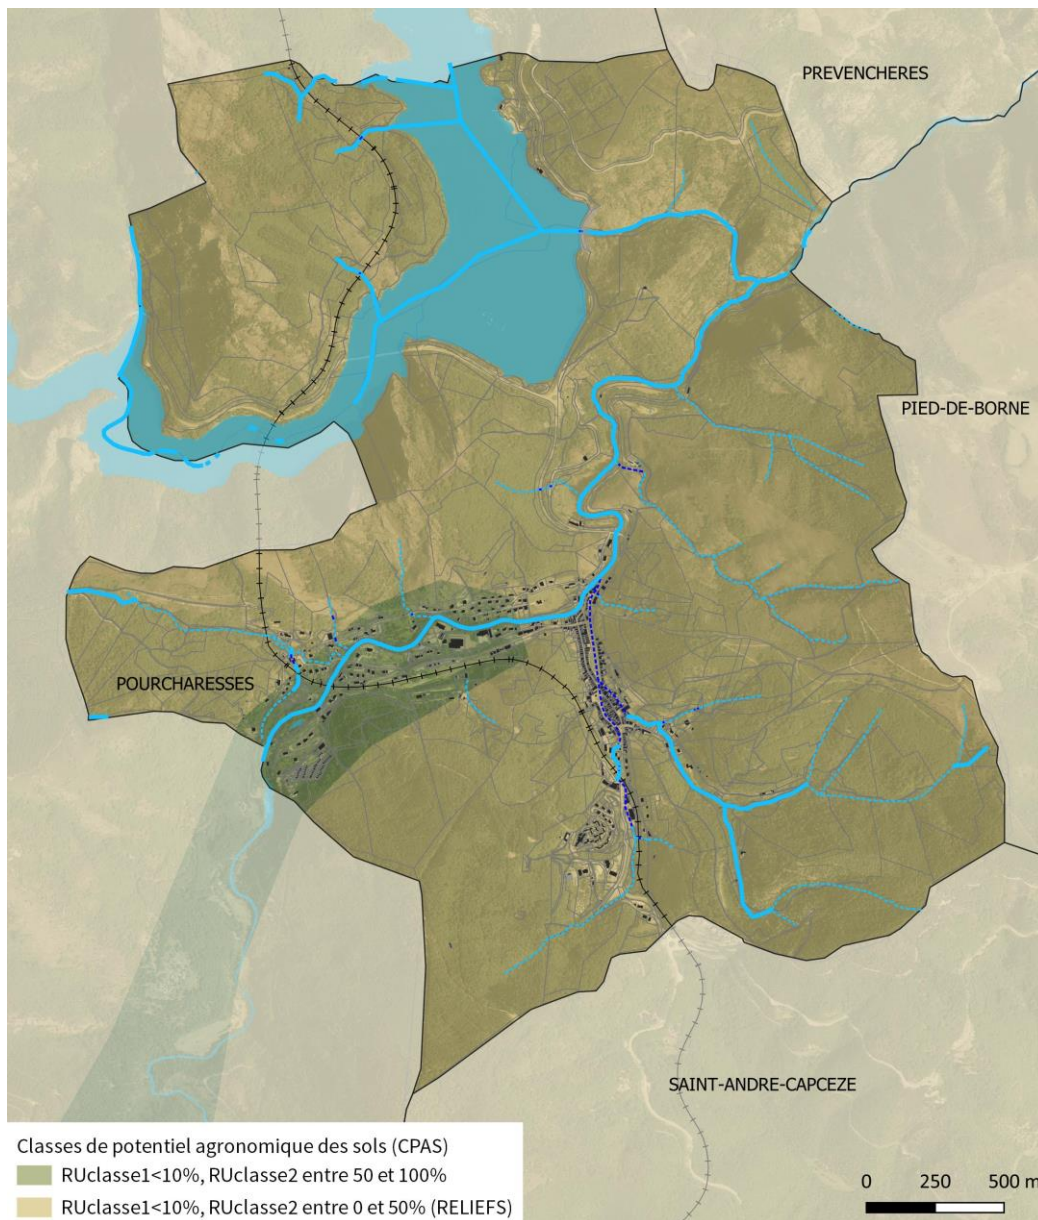 PREVENCHERES
PIED-DE-BORNE
POURCHARESSES
SAINT-ANDRE-CAPCEZE
Classes de potentiel agronomique des sols (CPAS)
RUclasse1<10%, RUclasse2 entre 50 et 100%
RUclasse1<10%, RUclasse2 entre 0 et 50% (RELIEFS)
0 250 500 m